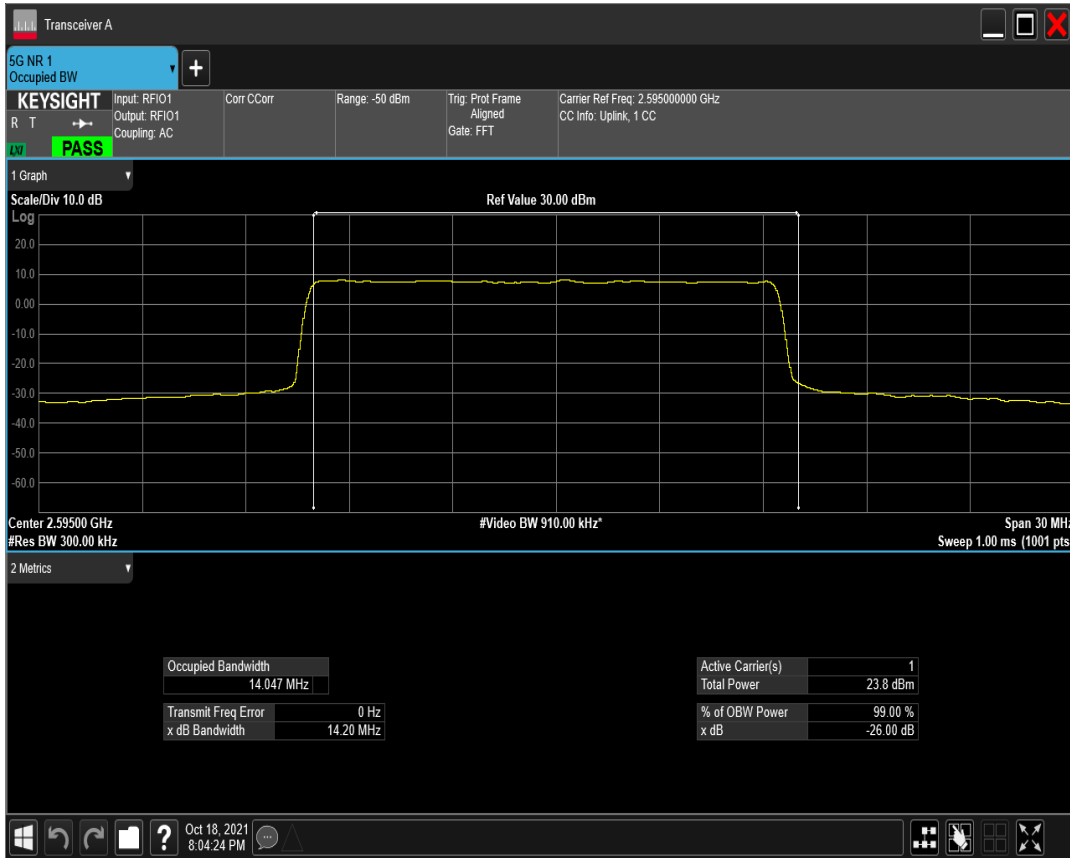 Transceiver A
5G NR 1
Occupied BW
KEYSIGHT
R T
LXI
PASS
Input: RFIO1
Output: RFIO1
Coupling: AC
Corr CCorr
Range: -50 dBm
Trig: Prot Frame
Aligned
Gate: FFT
Carrier Ref Freq: 2.595000000 GHz
CC Info: Uplink, 1 CC
1 Graph
Scale/Div 10.0 dB
Ref Value 30.00 dBm
Log
20.0
10.0
0.00
-10.0
-20.0
-30.0
-40.0
-50.0
-60.0
Center 2.59500 GHz
#Video BW 910.00 kHz*
Span 30 MHz
#Res BW 300.00 kHz
Sweep 1.00 ms (1001 pts
2 Metrics
Occupied Bandwidth
14.047 MHz
Transmit Freq Error 0 Hz
x dB Bandwidth 14.20 MHz
Active Carrier(s) 1
Total Power 23.8 dBm
% of OBW Power 99.00 %
x dB -26.00 dB
?
Oct 18, 2021
8:04:24 PM